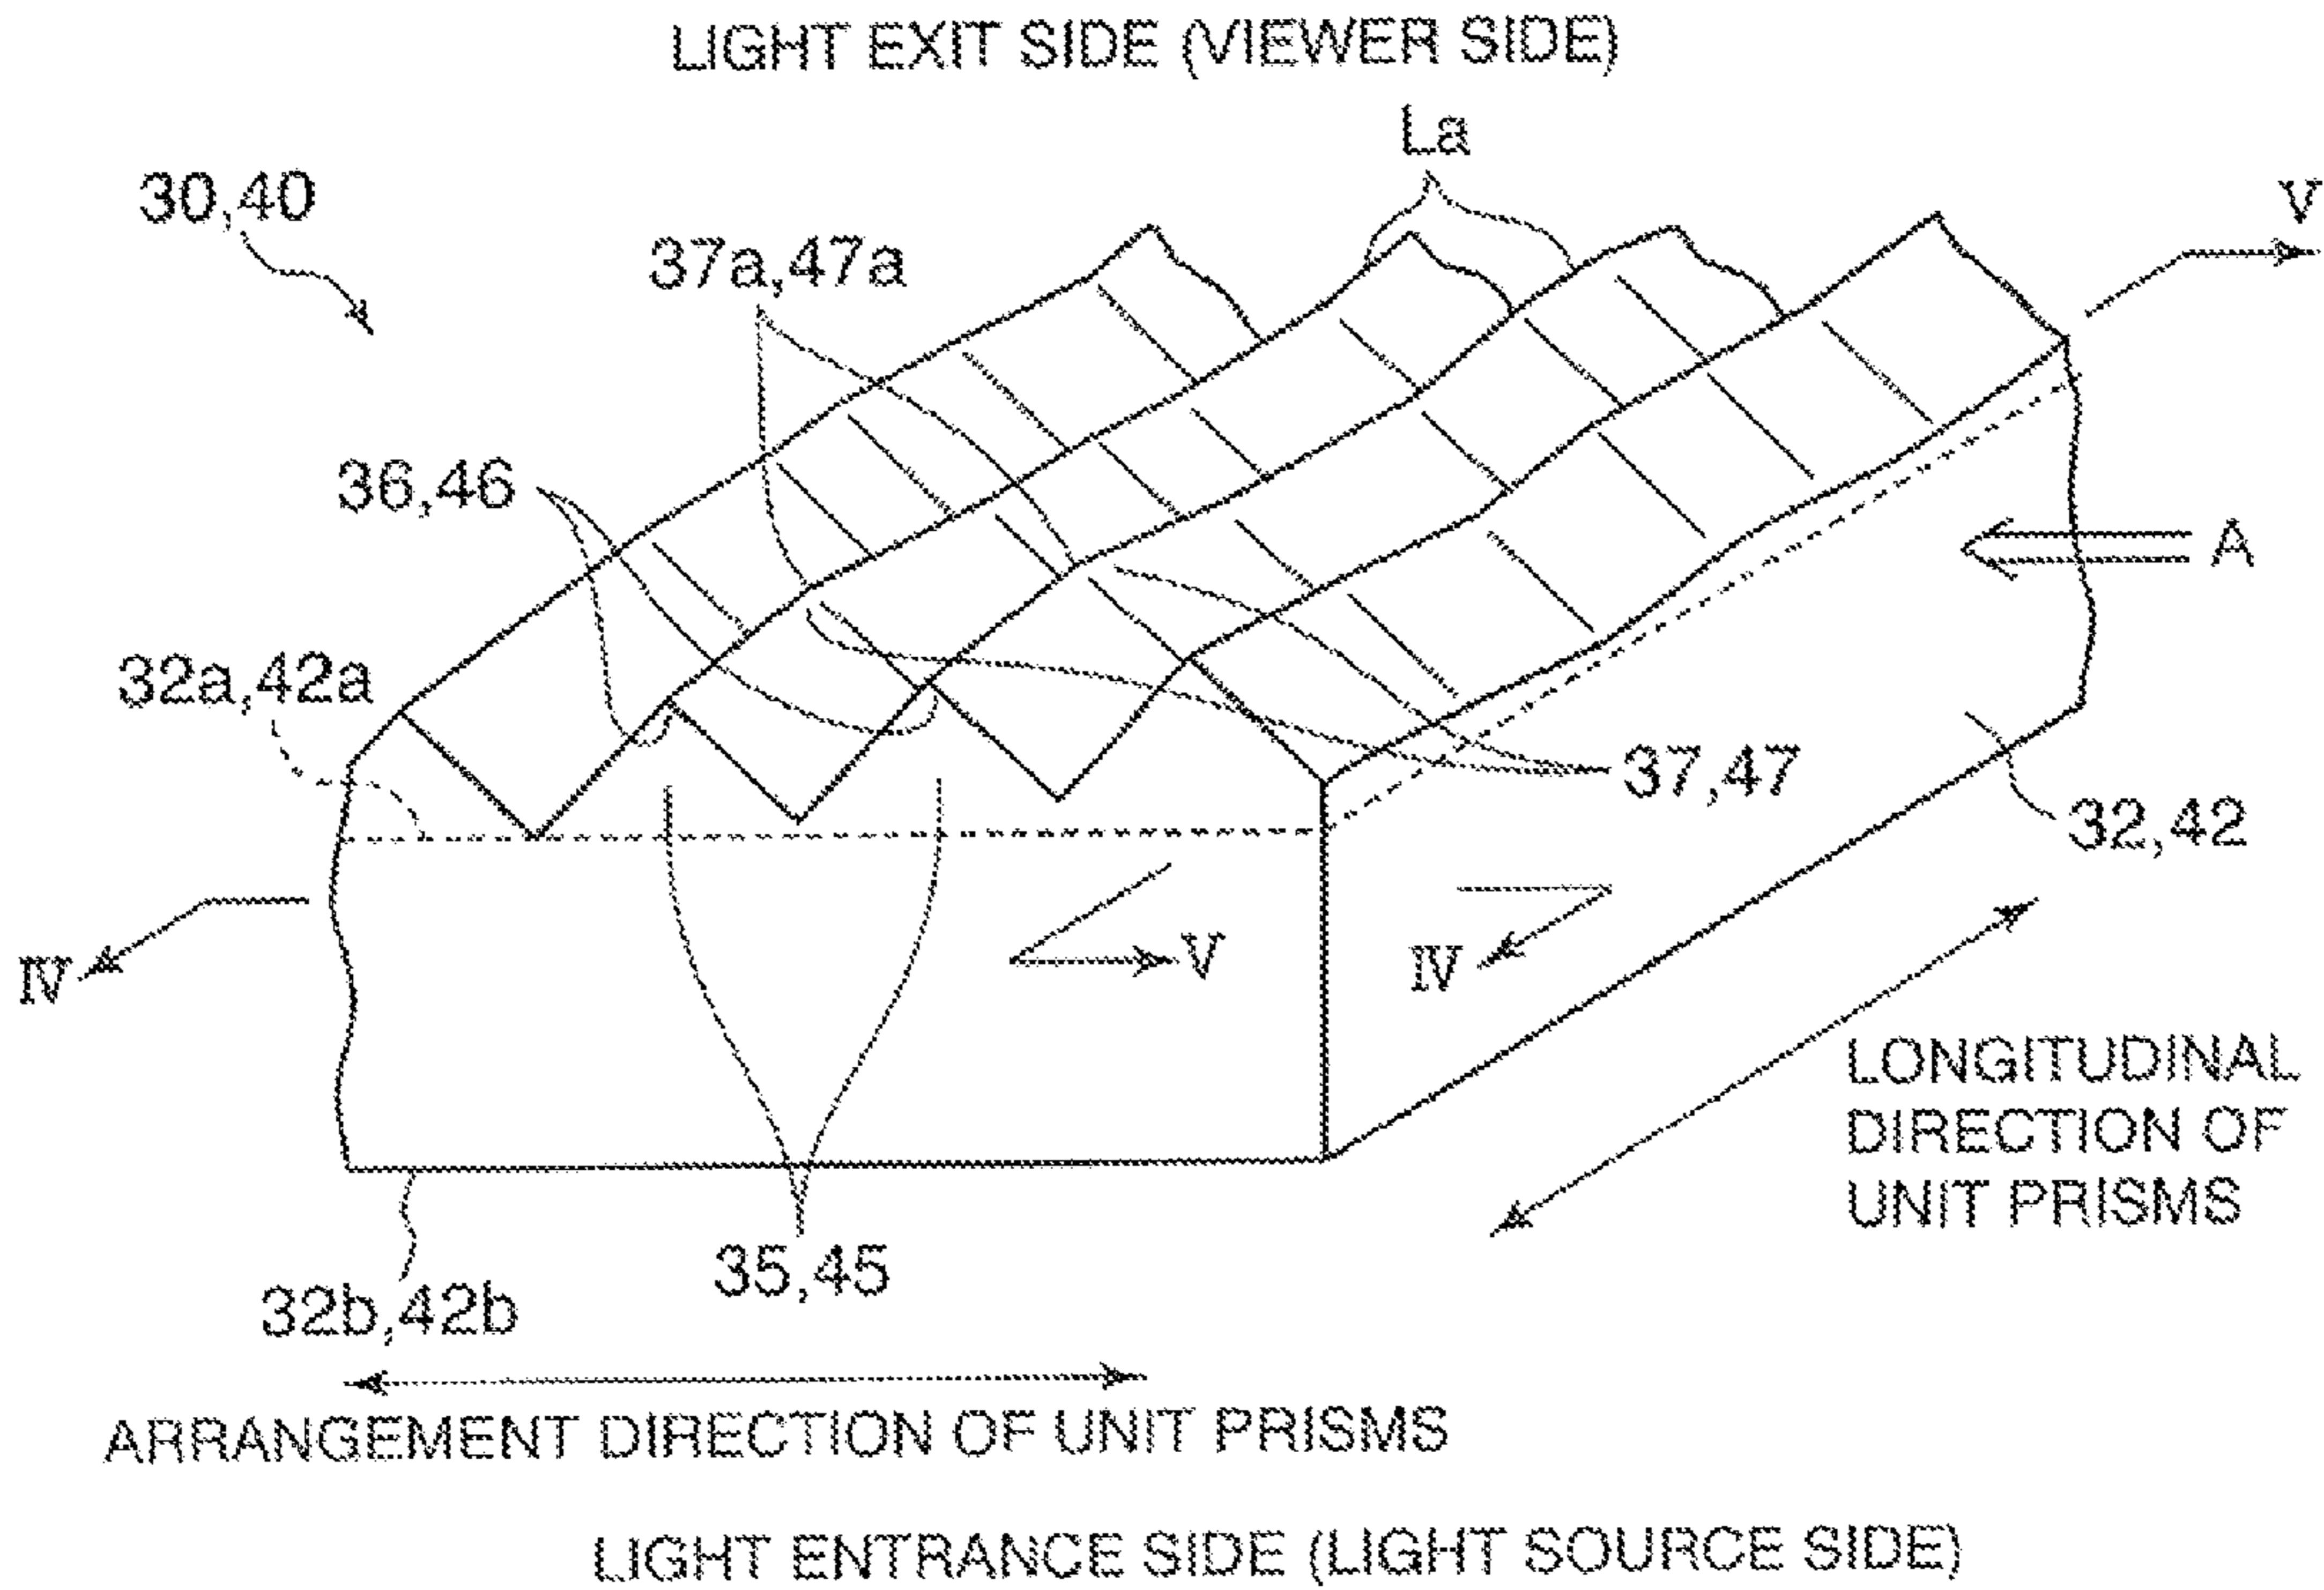 LIGHT EXIT SIDE (VIEWER SIDE)
La
30,40
V
37a,47a
36,46
A
32a,42a
37,47
32,42
IV
V
IV
LONGITUDINAL
DIRECTION OF
UNIT PRISMS
35,45
32b,42b
ARRANGEMENT DIRECTION OF UNIT PRISMS
LIGHT ENTRANCE SIDE (LIGHT SOURCE SIDE)